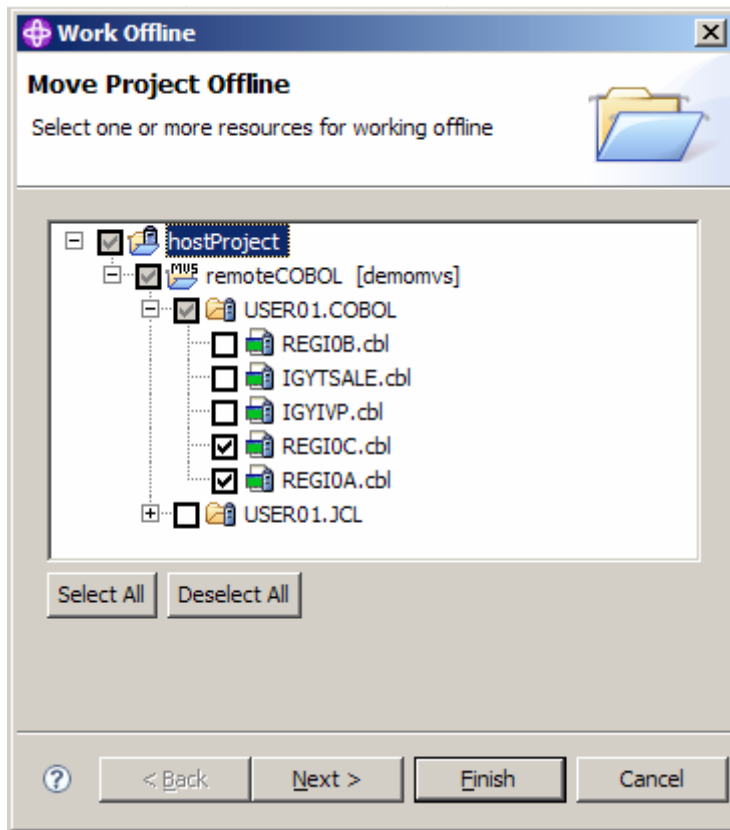 Work Offline
Move Project Offline
Select one or more resources for working offline
hostProject
MVS
remoteCOBOL [demomvs]
USER01.COBOL
REGI0B.cbl
IGYTSALE.cbl
IGYIVP.cbl
REGI0C.cbl
REGI0A.cbl
USER01.JCL
Select All Deselect All
? < Back Next > Finish Cancel